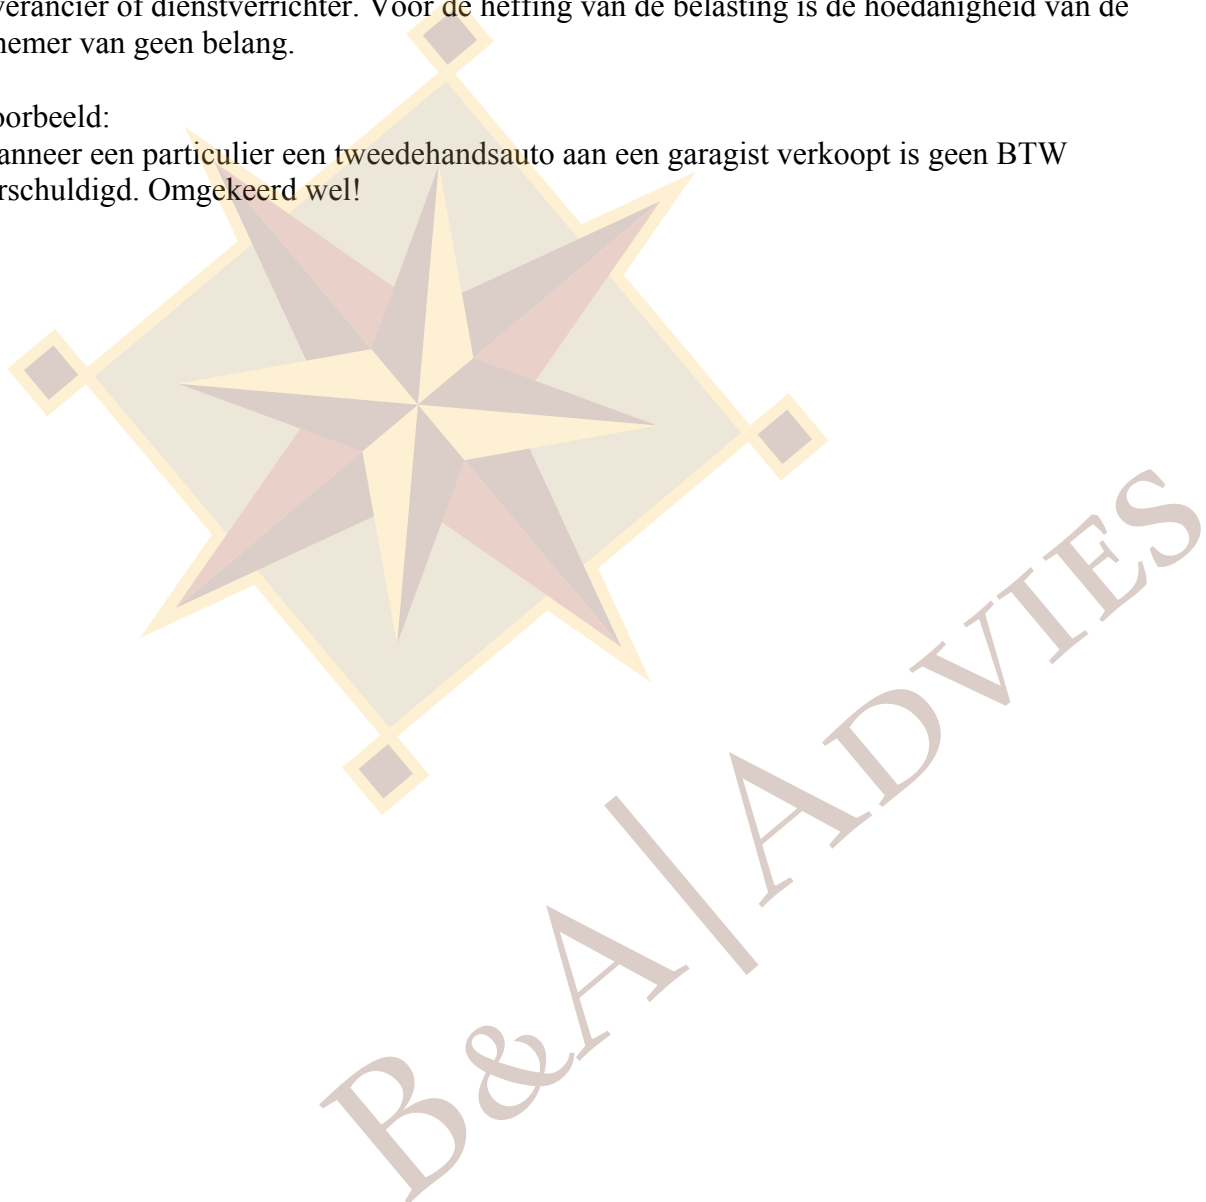 verancier of dienstverrichter. Voor de heffing van de belasting is de hoedanigheid van de
nemer van geen belang.
oorbeeld:
anneer een particulier een tweedehandsauto aan een garagist verkoopt is geen BTW
rschuldigd. Omgekeerd wel!
B&A|ADVIES